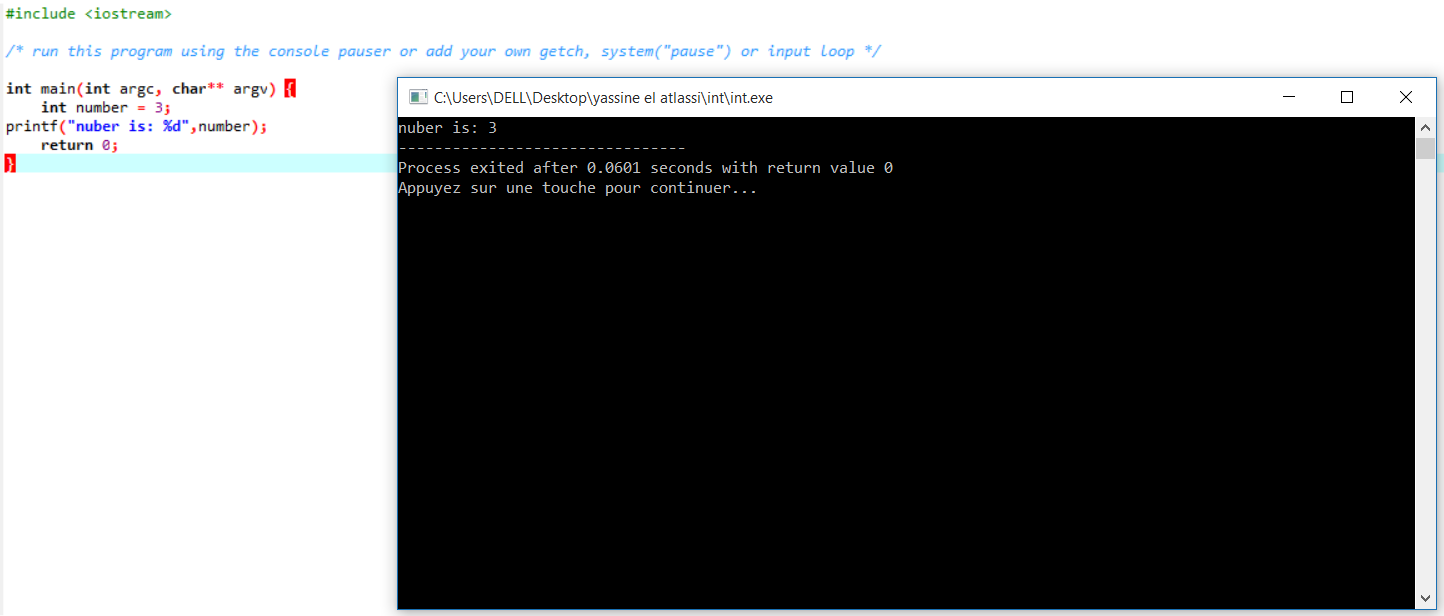 #include <iostream>
/* run this program using the console pauser or add your own getch, system("pause") or input loop */
int main(int argc, char** argv) {
int number = 3;
printf("nuber is: %d",number);
return 0;
}
C:\Users\DELL\Desktop\yassine el atlassi\int\int.exe
nuber is: 3
--------------------------------
Process exited after 0.0601 seconds with return value 0
Appuyez sur une touche pour continuer...